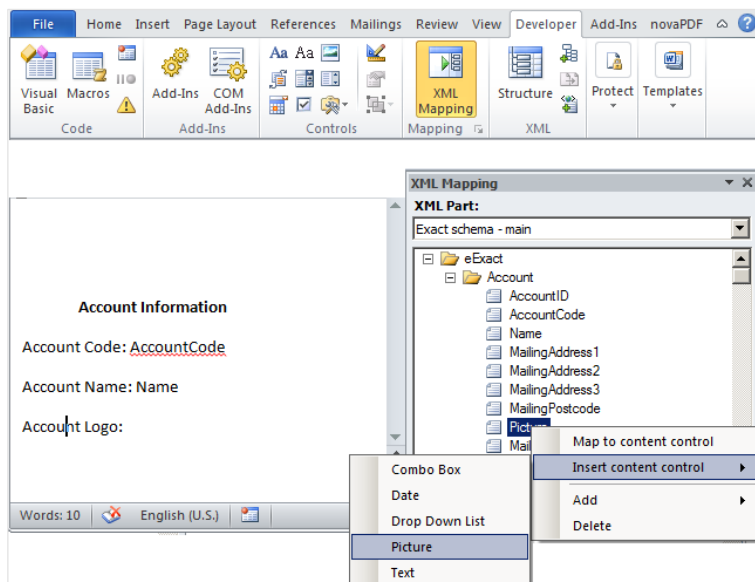 File Home Insert Page Layout References Mailings Review View Developer Add-Ins novaPDF
Aa Aa
Visual Basic
Macros
Add-Ins
COM Add-Ins
XML Mapping
Structure
Protect
Templates
Code
Add-Ins
Controls
Mapping
XML
XML Mapping
XML Part:
Exact schema - main
eExact
Account
AccountID
AccountCode
Name
MailingAddress1
MailingAddress2
MailingAddress3
MailingPostcode
Account Information
Account Code: AccountCode
Account Name: Name
Account Logo:
Map to content control
Insert content control
Add
Delete
Combo Box
Date
Drop Down List
Picture
Text
Words: 10 English (U.S.)